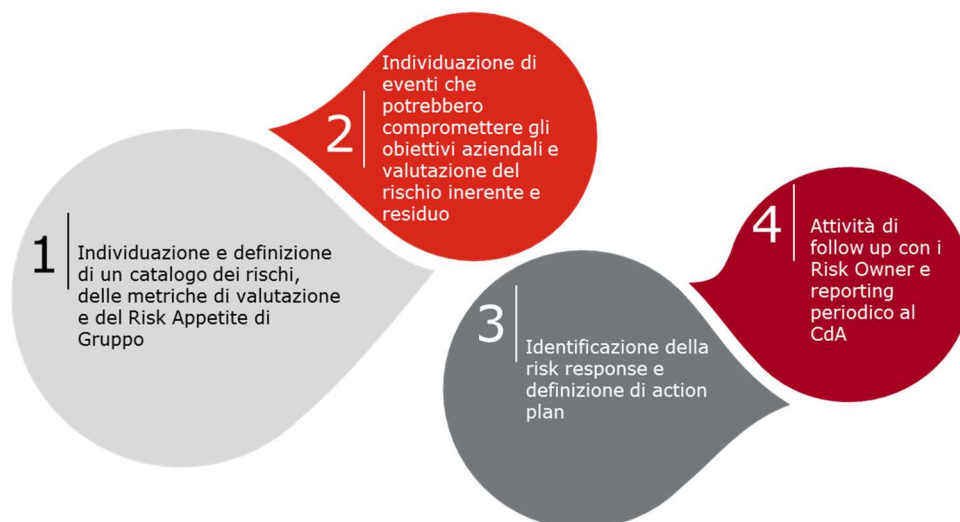 1
Individuazione e definizione
di un catalogo dei rischi,
delle metriche di valutazione
e del Risk Appetite di
Gruppo
2
Individuazione di
eventi che
potrebbero
compromettere gli
obiettivi aziendali e
valutazione del
rischio inerente e
residuo
3
Identificazione della
risk response e
definizione di action
plan
4
Attività di
follow up con i
Risk Owner e
reporting
periodico al
CdA